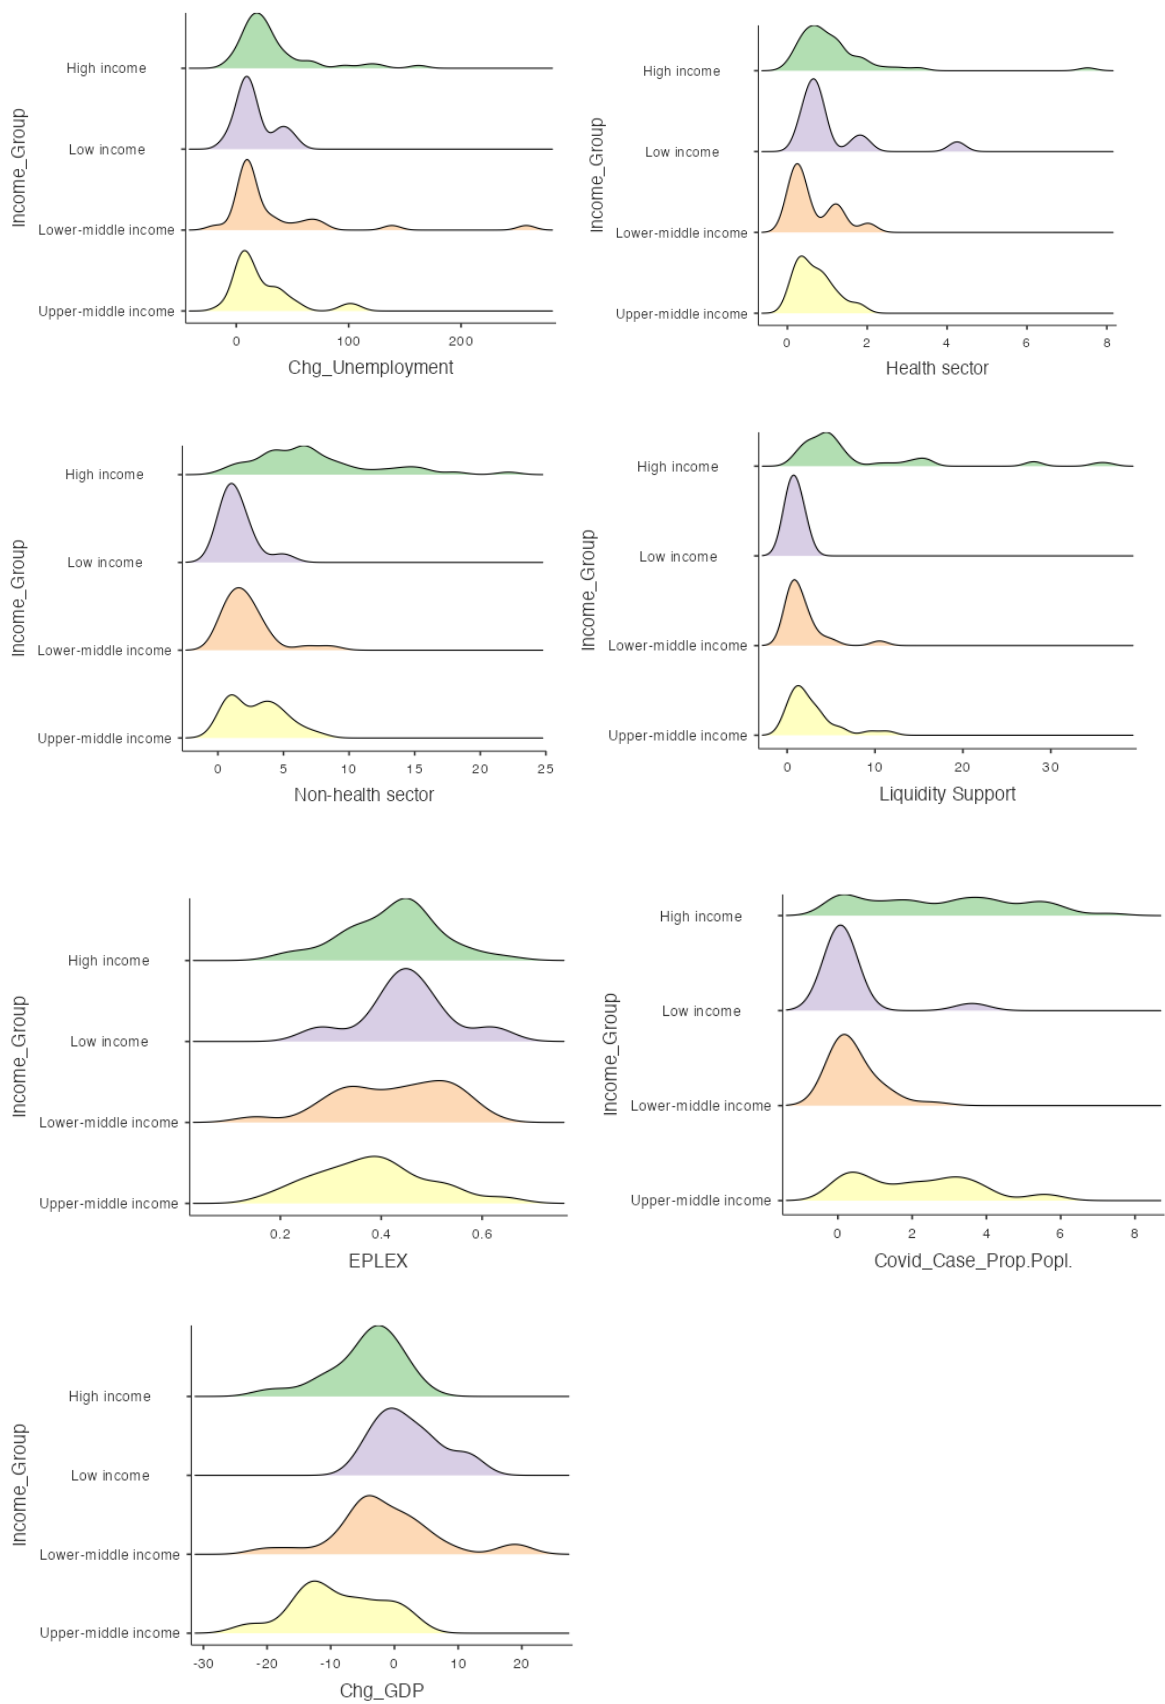 High income
Low income
Lower-middle income
Upper-middle income
Income_Group
0 100 200
Chg_Unemployment
High income
Low income
Lower-middle income
Upper-middle income
Income_Group
0 2 4 6 8
Health sector
High income
Low income
Lower-middle income
Upper-middle income
Income_Group
0 5 10 15 20 25
Non-health sector
High income
Low income
Lower-middle income
Upper-middle income
Income_Group
0 10 20 30
Liquidity Support
High income
Low income
Lower-middle income
Upper-middle income
Income_Group
0.2 0.4 0.6
EPLEX
High income
Low income
Lower-middle income
Upper-middle income
Income_Group
0 2 4 6 8
Covid_Case_Prop.Popl.
High income
Low income
Lower-middle income
Upper-middle income
Income_Group
-30 -20 -10 0 10 20
Chg_GDP